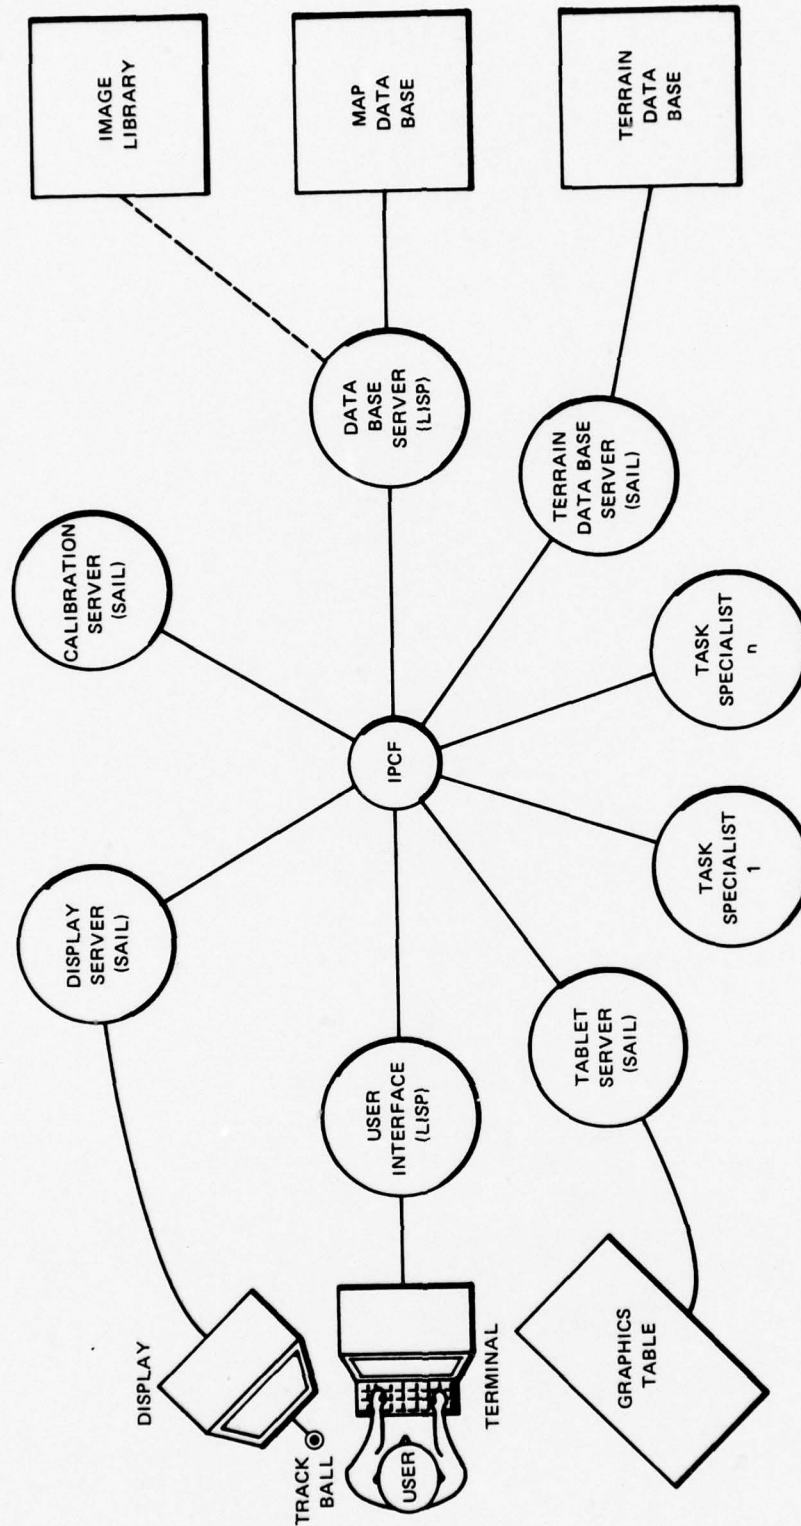 DISPLAY
TRACK
BALL
USER
TERMINAL
GRAPHICS
TABLE
DISPLAY
SERVER
(SAIL)
USER
INTERFACE
(LISP)
TABLET
SERVER
(SAIL)
CALIBRATION
SERVER
(SAIL)
IPCF
TASK
SPECIALIST
1
TASK
SPECIALIST
n
DATA
BASE
SERVER
(LISP)
TERRAIN
DATA BASE
SERVER
(SAIL)
IMAGE
LIBRARY
MAP
DATA
BASE
TERRAIN
DATA
BASE